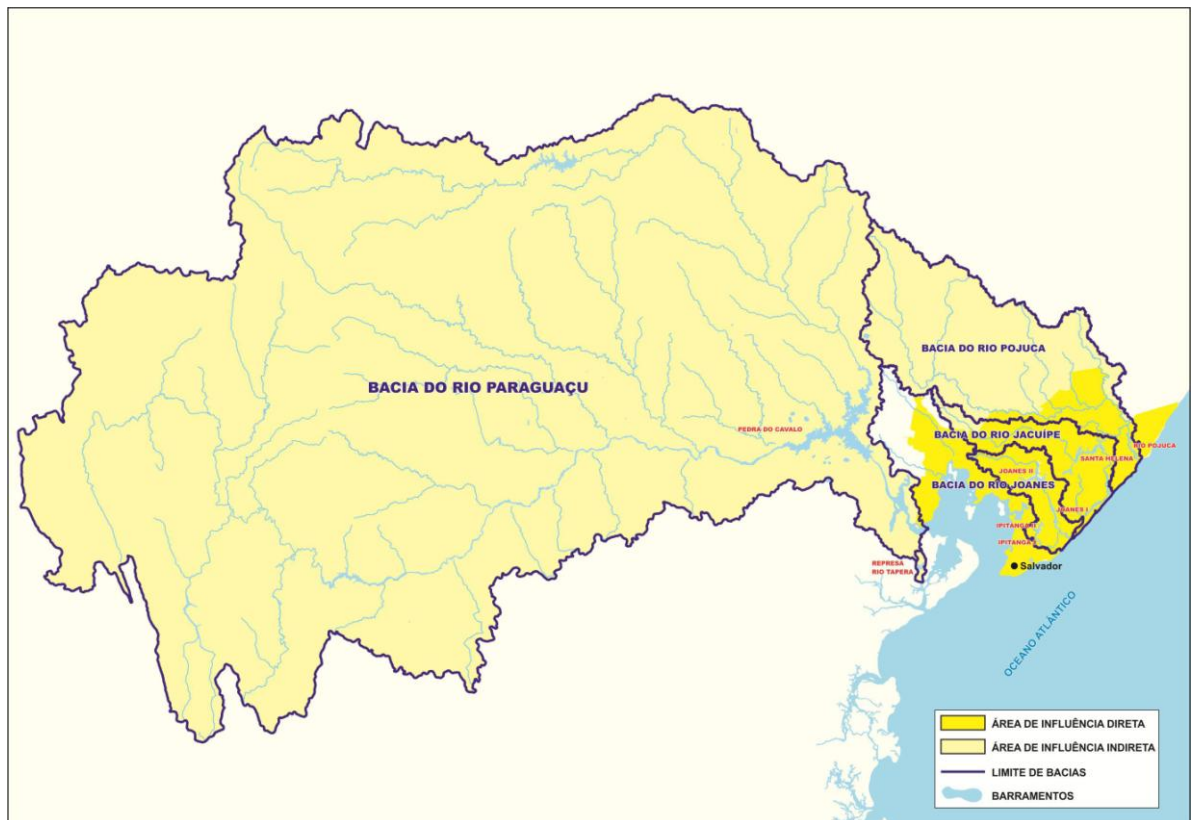 BACIA DO RIO POJUCA
BACIA DO RIO PARAGUAÇU
PEDRA DO CAVALO
BACIA DO RIO JACUÍPE
RIO POJUCA
SANTA HELENA
JOANES II
BACIA DO RIO JOANES
JOANES I
IPITANGA II
IPITANGA I
REPRESA
RIO TAPERA
Salvador
OCEANO ATLÂNTICO
ÁREA DE INFLUÊNCIA DIRETA
ÁREA DE INFLUÊNCIA INDIRETA
LIMITE DE BACIAS
BARRAMENTOS